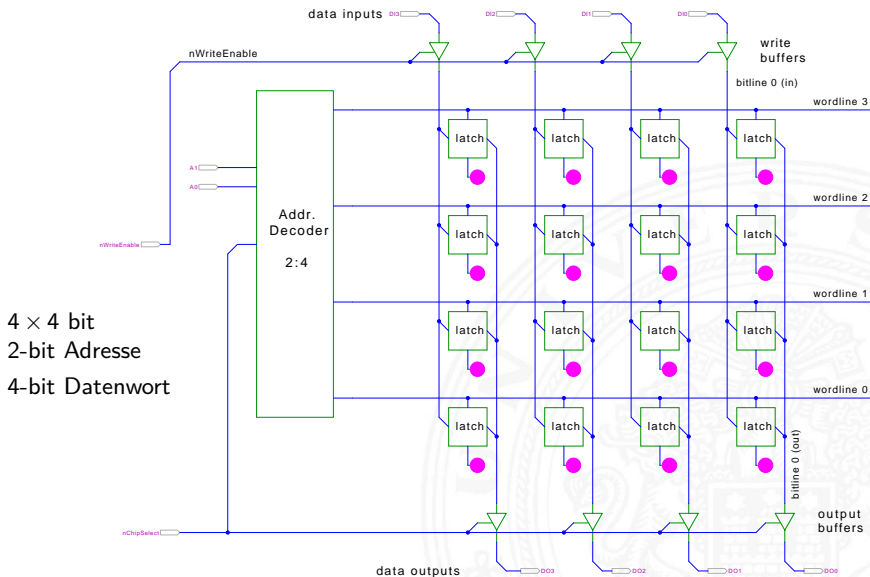 data inputs DI3 DI2 DI1 DI0
nWriteEnable
write
buffers
bitline 0 (in)
wordline 3
latch latch latch latch
A1
A0
wordline 2
Addr.
Decoder
2:4
latch latch latch latch
nWriteEnable
wordline 1
4 × 4 bit
2-bit Adresse
4-bit Datenwort
latch latch latch latch
wordline 0
latch latch latch latch
bitline 0 (out)
output
buffers
nChipSelect
data outputs DO3 DO2 DO1 DO0